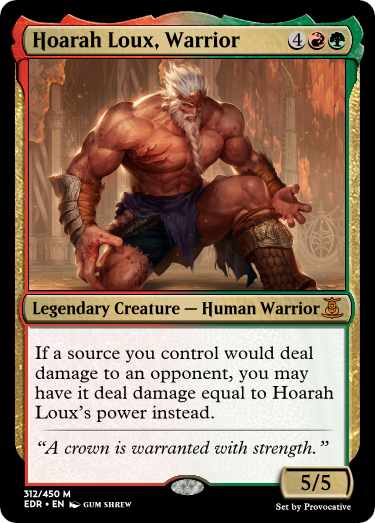 Hoarah Loux, Warrior 4
Legendary Creature — Human Warrior
If a source you control would deal
damage to an opponent, you may
have it deal damage equal to Hoarah
Loux's power instead.
“A crown is warranted with strength.”
5/5
312/450 M
EDR • EN GUM SHREW
Set by Provocative